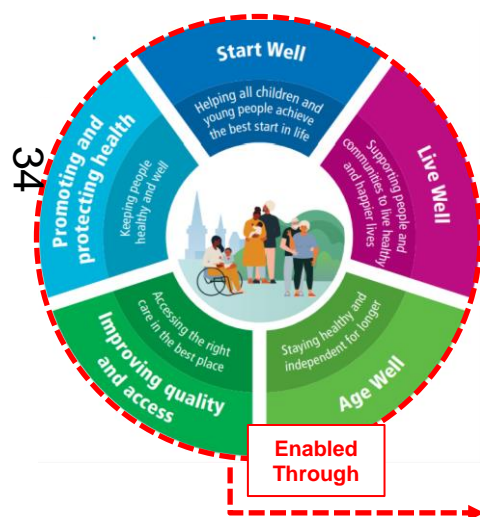 Start Well
Helping all children and
young people achieve
the best start in life
Live Well
Supporting people and
communities to live healthy
and happier lives
Age Well
Staying healthy and
independent for longer
Improving quality
and access
Accessing the right
care in the best place
Promoting and
protecting health
Keeping people
healthy and well
34
Enabled
Through